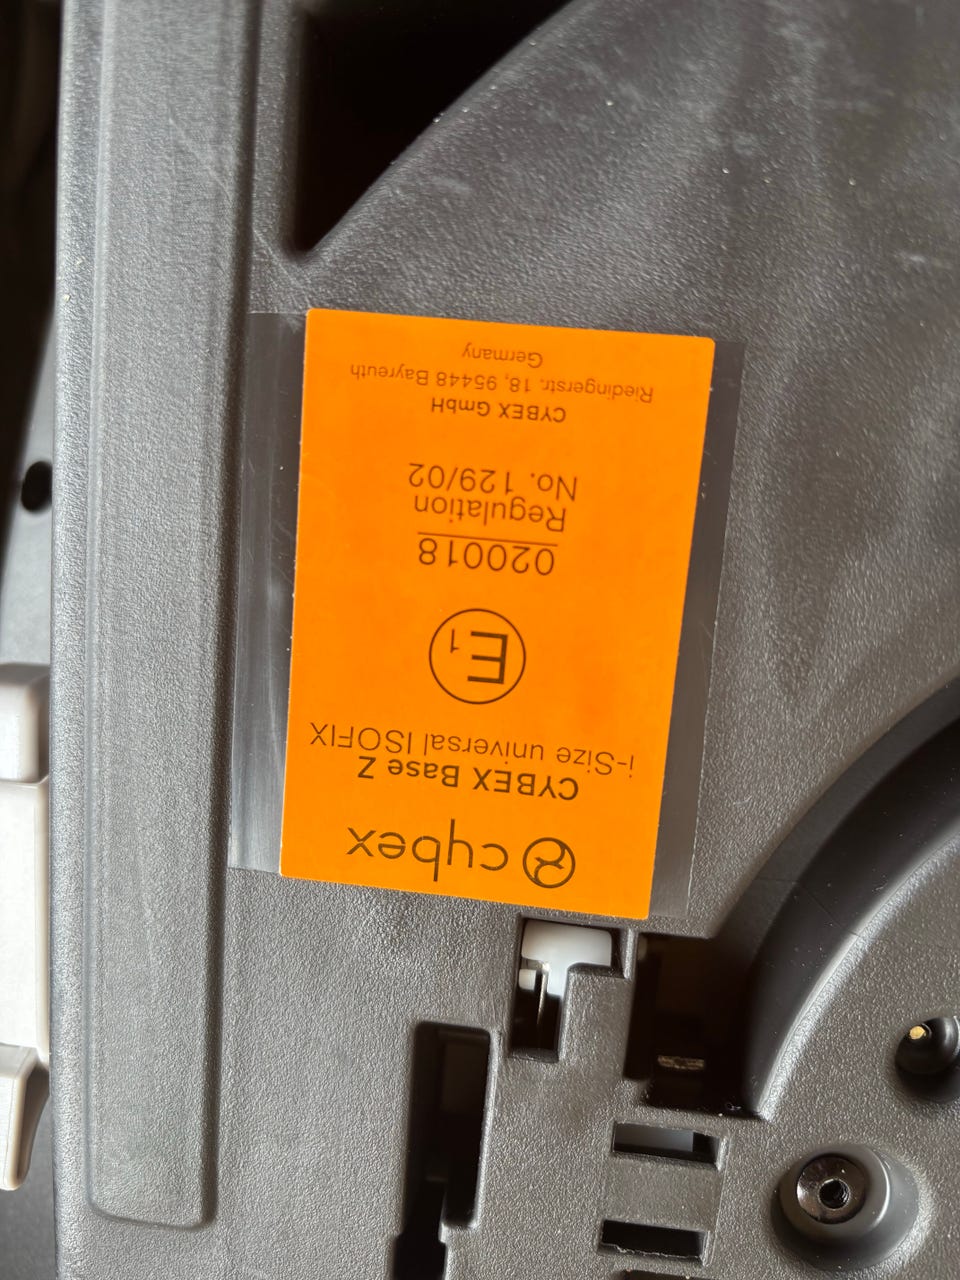 cybex
CYBEX Base Z
i-Size universal ISOFIX
E1
020018
Regulation
No. 129/02
CYBEX GmbH
Riedingerstr. 18, 95448 Bayreuth
Germany